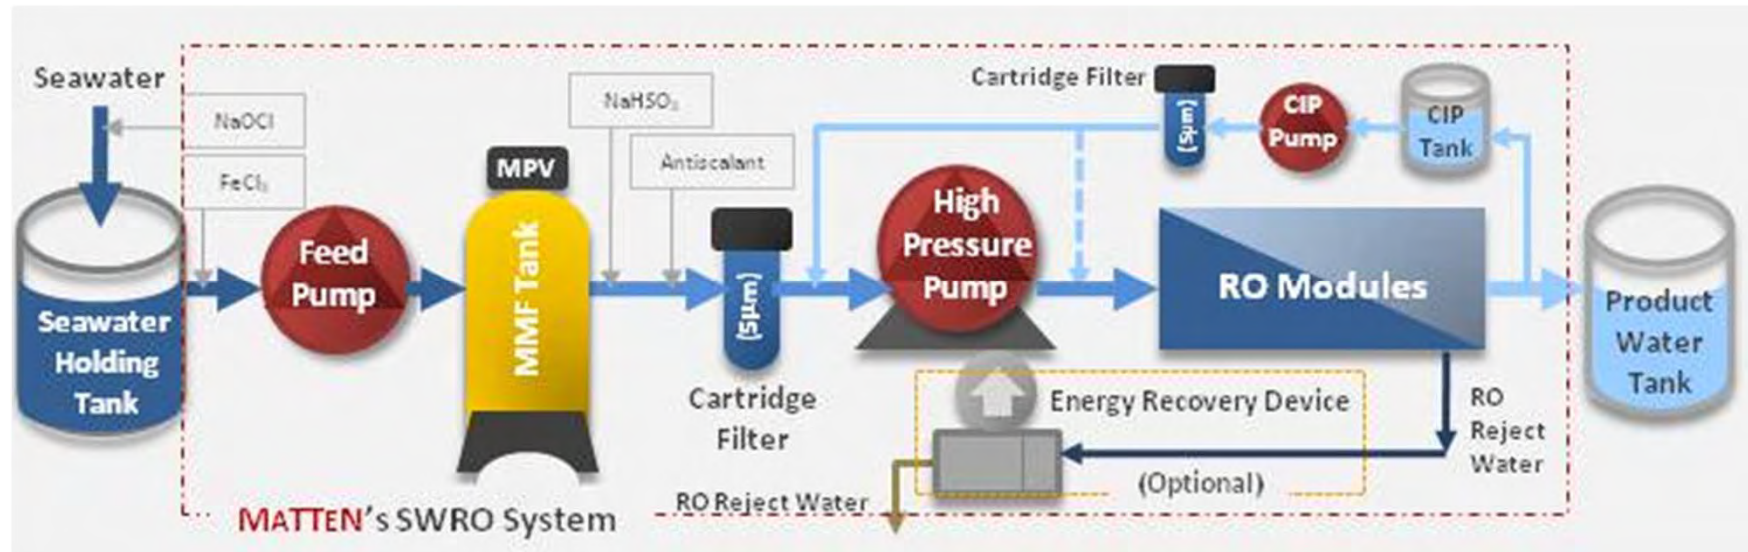 Seawater
NaOCl
FeCl₃
Seawater
Holding
Tank
Feed
Pump
MPV
MMF Tank
NaHSO₃
Antiscalant
(5μm)
Cartridge
Filter
High
Pressure
Pump
Cartridge Filter
(5μm)
CIP
Pump
CIP
Tank
RO Modules
Product
Water
Tank
RO
Reject
Water
Energy Recovery Device
(Optional)
RO Reject Water
MATTEN's SWRO System